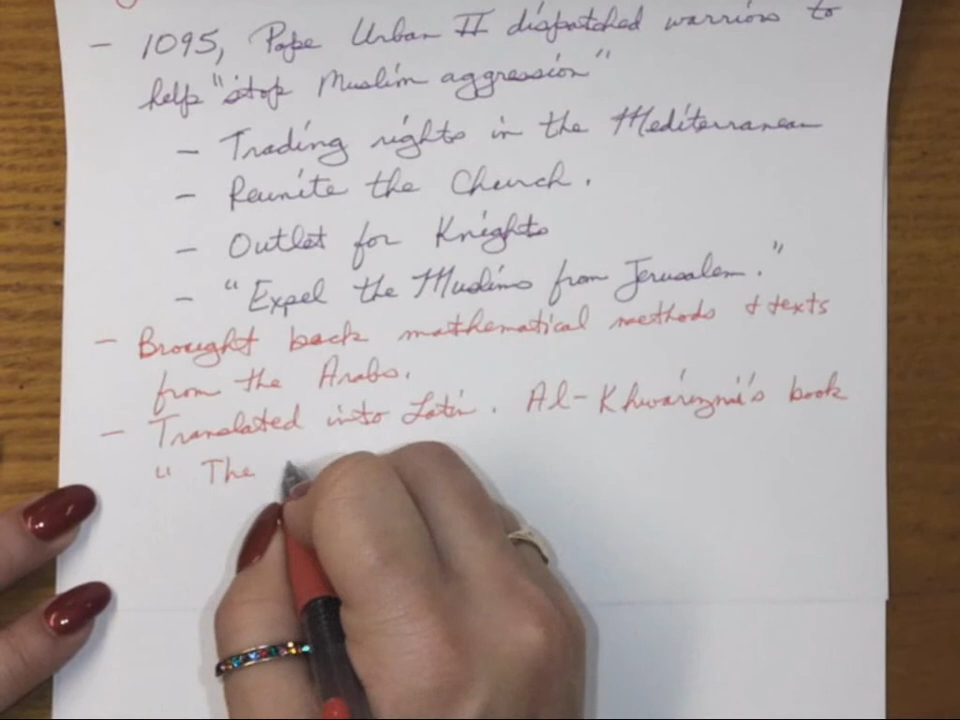 - 1095, Pope Urban II dispatched warriors to
help "stop Muslim aggression"
- Trading rights in the Mediterranean
- Reunite the Church.
- Outlet for Knights
- "Expel the Muslims from Jerusalem."
- Brought back mathematical methods & texts
from the Arabs.
- Translated into Latin. Al-Khwarizmi's book
" The